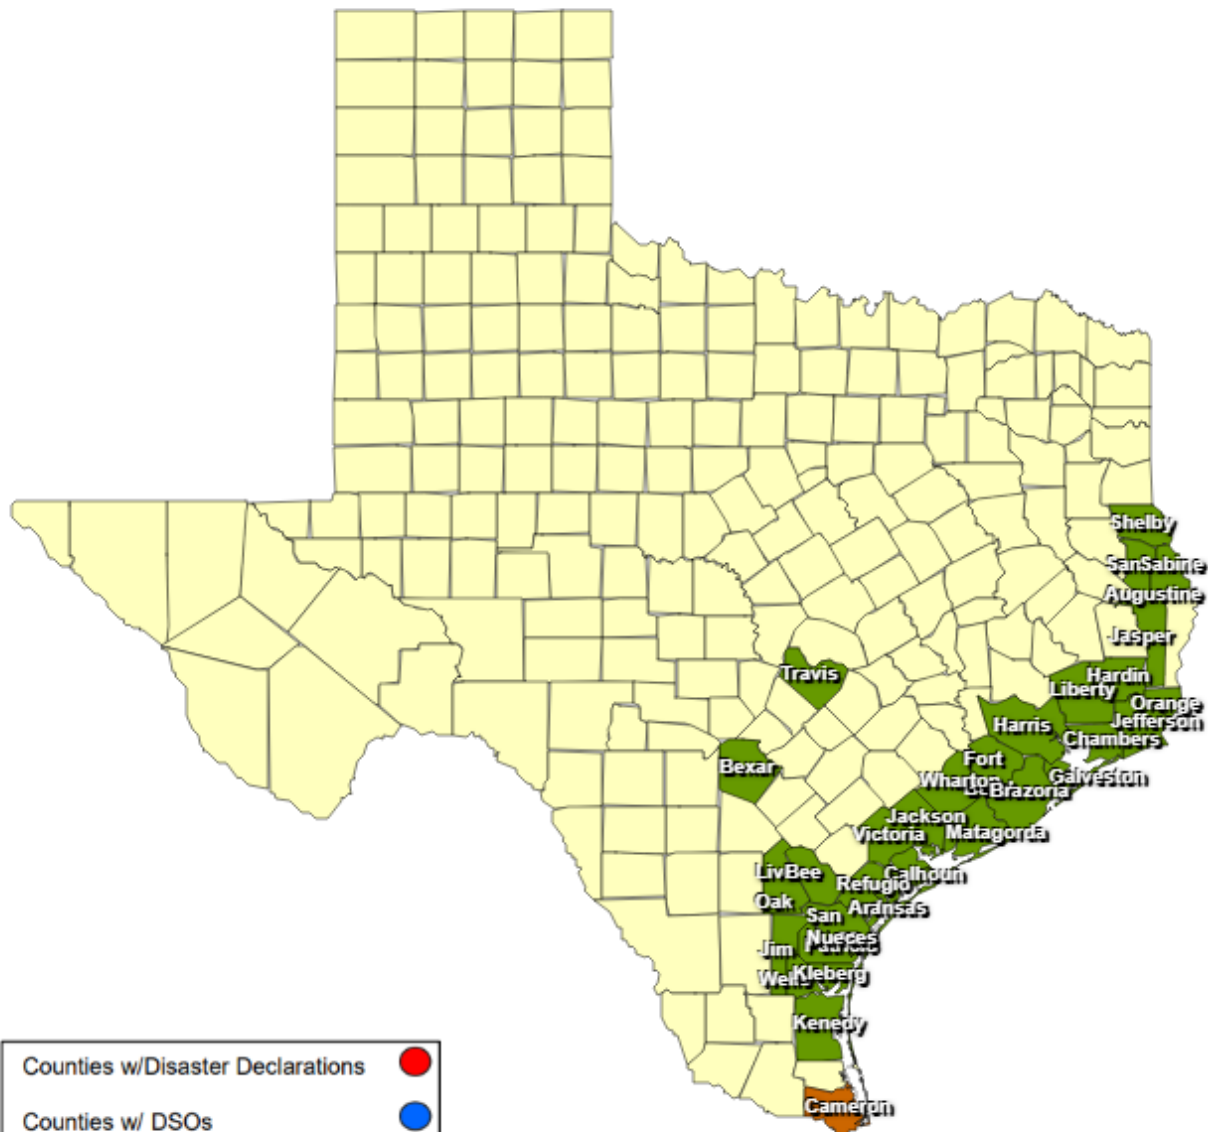 Shelby
SanSabine
Augustine
Jasper
Travis
Hardin
Liberty
Orange
Harris
Jefferson
Chambers
Fort
Bexar
Galveston
Wharton
Brazoria
Jackson
Victoria
Matagorda
LivBee
Calhoun
Refugio
Oak
Aransas
San
Nueces
Jim
Kleberg
Wells
Kenedy
Counties w/Disaster Declarations
Cameron
Counties w/ DSOs